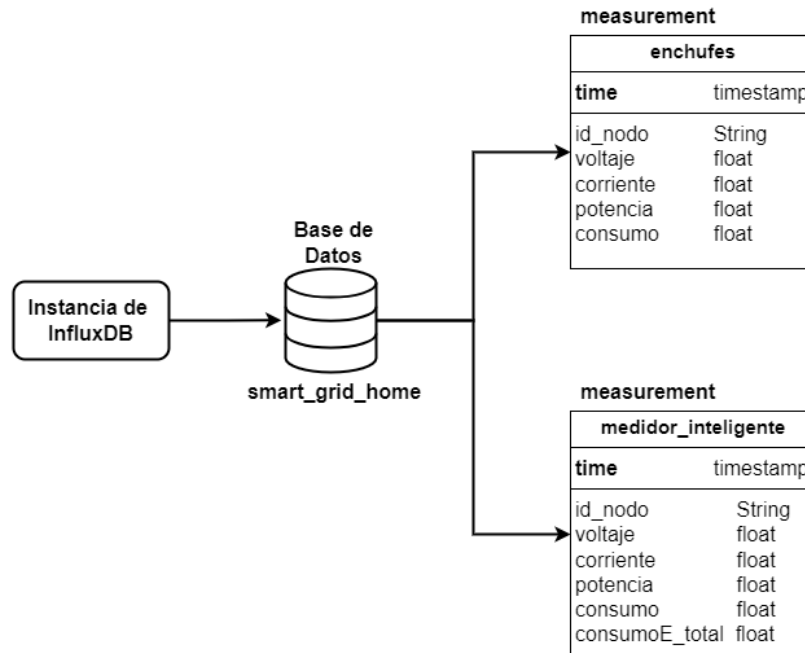 measurement
enchufes
time timestamp
id_nodo String
voltaje float
corriente float
potencia float
consumo float
Base de
Datos
Instancia de
InfluxDB
smart_grid_home
measurement
medidor_inteligente
time timestamp
id_nodo String
voltaje float
corriente float
potencia float
consumo float
consumoE_total float